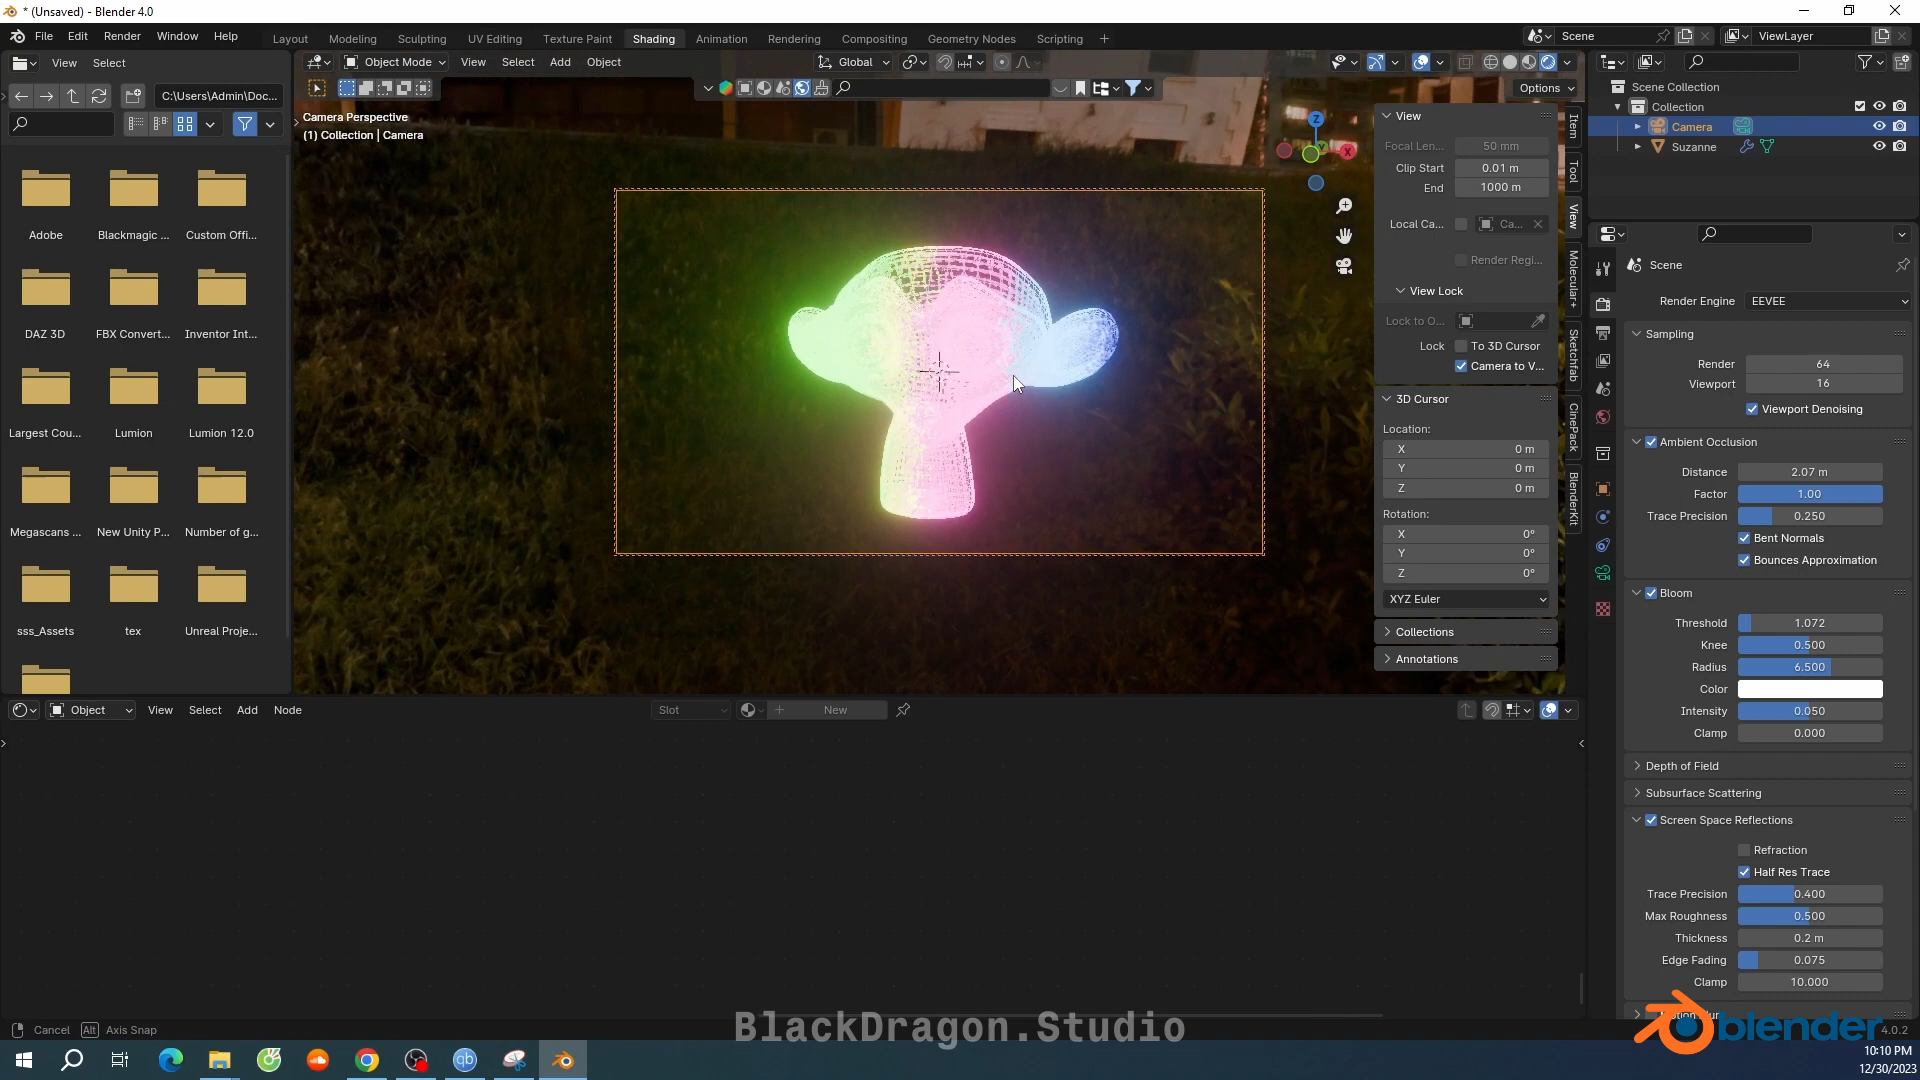 * (Unsaved) - Blender 4.0
File Edit Render Window Help
Layout Modeling Sculpting UV Editing Texture Paint Shading Animation Rendering Compositing Geometry Nodes Scripting +
Scene
ViewLayer
View Select
Object Mode View Select Add Object
Global
C:\Users\Admin\Doc...
Options
Camera Perspective
(1) Collection | Camera
Adobe
Blackmagic ...
Custom Offi...
DAZ 3D
FBX Convert...
Inventor Int...
Largest Cou...
Lumion
Lumion 12.0
Megascans ...
New Unity P...
Number of g...
sss_Assets
tex
Unreal Proje...
Z
X
Y
View
Focal Len... 50 mm
Clip Start 0.01 m
End 1000 m
Local Ca... Ca...
Render Regi...
View Lock
Lock to O...
Lock To 3D Cursor
Camera to V...
3D Cursor
Location:
X 0 m
Y 0 m
Z 0 m
Rotation:
X 0°
Y 0°
Z 0°
XYZ Euler
Collections
Annotations
Item
Tool
View
Molecular+
Sketchfab
CinePack
BlenderKit
Scene Collection
Collection
Camera
Suzanne
Scene
Render Engine EEVEE
Sampling
Render 64
Viewport 16
Viewport Denoising
Ambient Occlusion
Distance 2.07 m
Factor 1.00
Trace Precision 0.250
Bent Normals
Bounces Approximation
Bloom
Threshold 1.072
Knee 0.500
Radius 6.500
Color
Intensity 0.050
Clamp 0.000
Depth of Field
Subsurface Scattering
Screen Space Reflections
Refraction
Half Res Trace
Trace Precision 0.400
Max Roughness 0.500
Thickness 0.2 m
Edge Fading 0.075
Clamp 10.000
Object View Select Add Node
Slot
New
Cancel Alt Axis Snap
BlackDragon.Studio
blender
4.0.2
qb
10:10 PM
12/30/2023